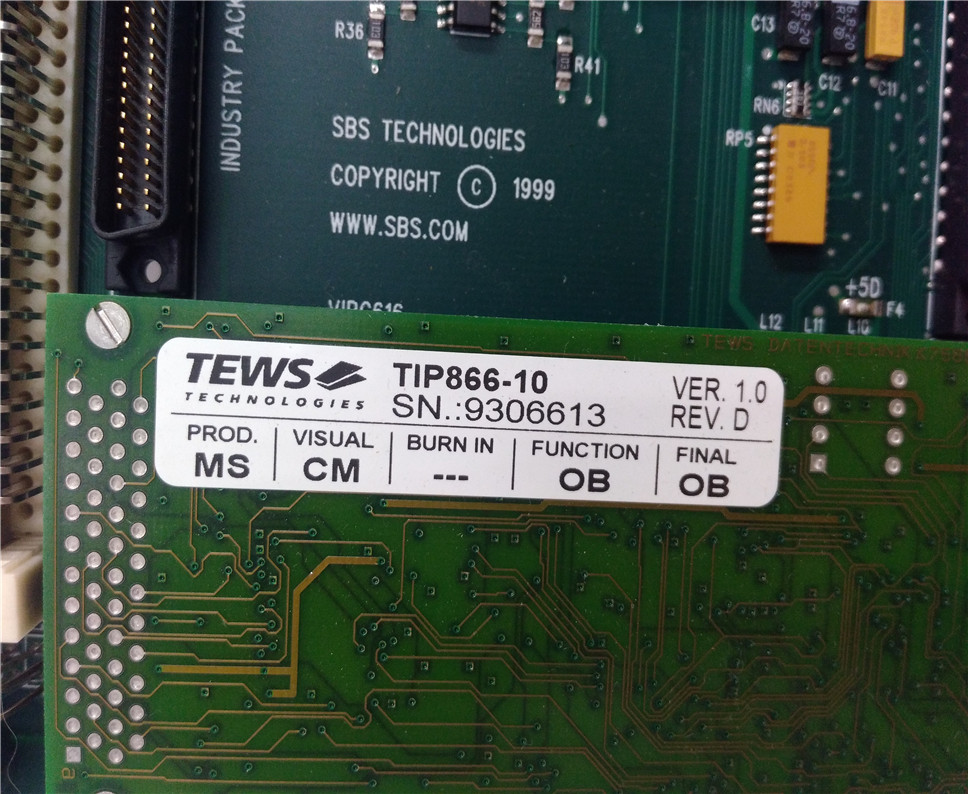 INDUSTRY PACK
R36
R41
C13
C12
C11
RN6
RP5
SBS TECHNOLOGIES
COPYRIGHT © 1999
WWW.SBS.COM
+5D
F4
L12
L11
L10
TEWS DATENTECHNIK
TEWS
TECHNOLOGIES
TIP866-10
SN.:9306613
VER. 1.0
REV. D
PROD.
VISUAL
BURN IN
FUNCTION
FINAL
MS
CM
---
OB
OB